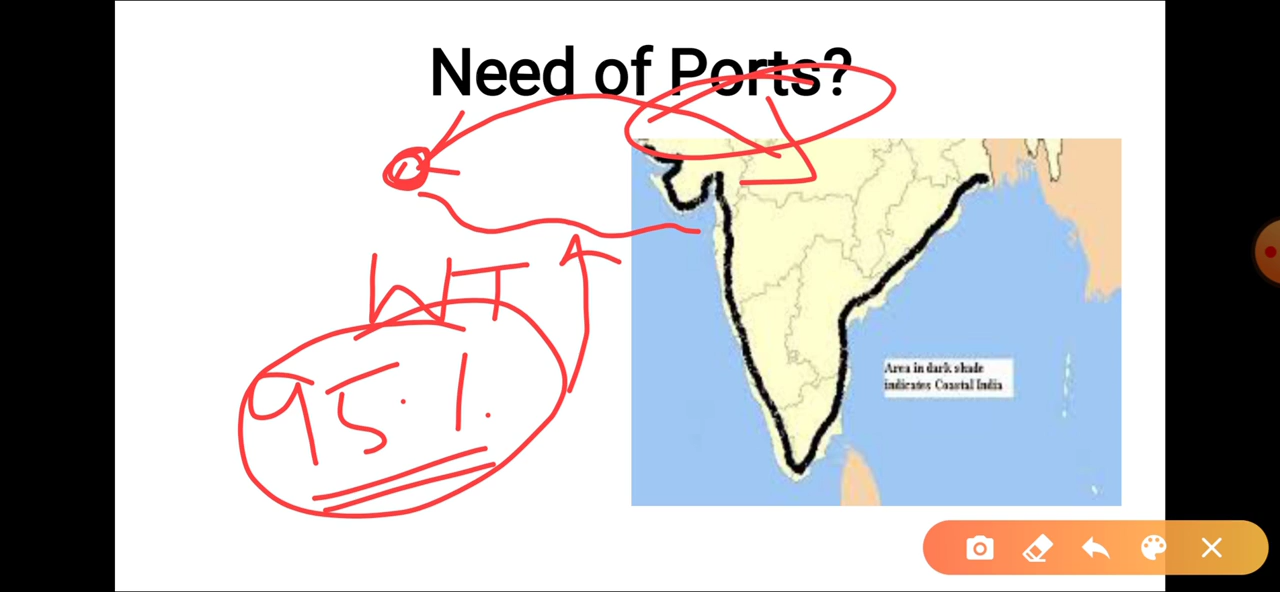 Need of Ports?
WT
95%
Area in dark shade
indicates Coastal India